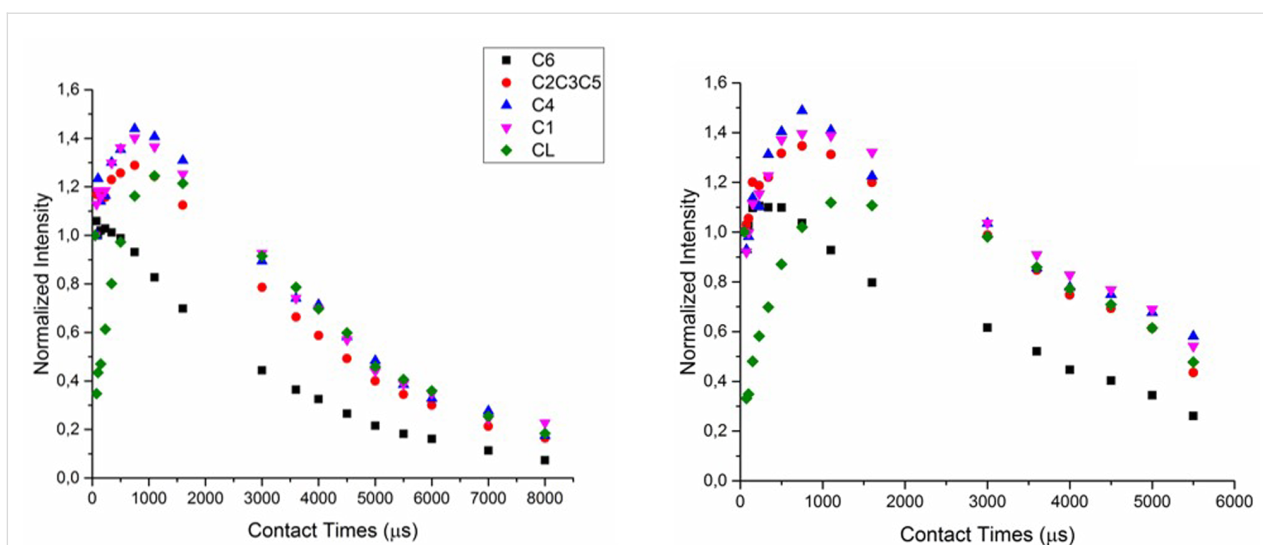 C6
C2C3C5
C4
C1
CL
Normalized Intensity
1,6
1,4
1,2
1,0
0,8
0,6
0,4
0,2
0,0
0 1000 2000 3000 4000 5000 6000 7000 8000
Contact Times (μs)
Normalized Intensity
1,6
1,4
1,2
1,0
0,8
0,6
0,4
0,2
0,0
0 1000 2000 3000 4000 5000 6000
Contact Times (μs)